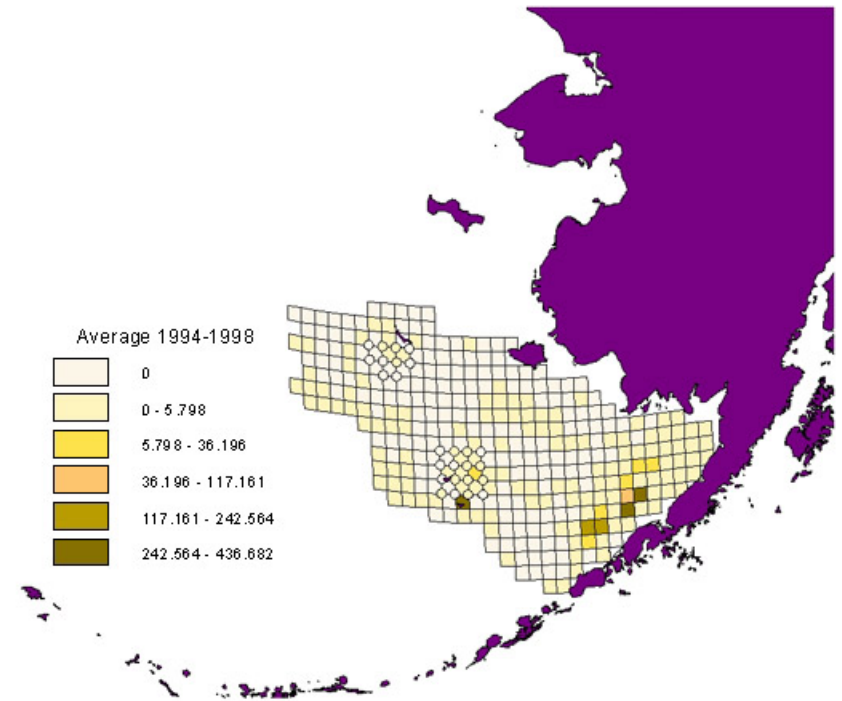 Average 1994-1998
0
0 - 5.798
5.798 - 36.196
36.196 - 117.161
117.161 - 242.564
242.564 - 436.682